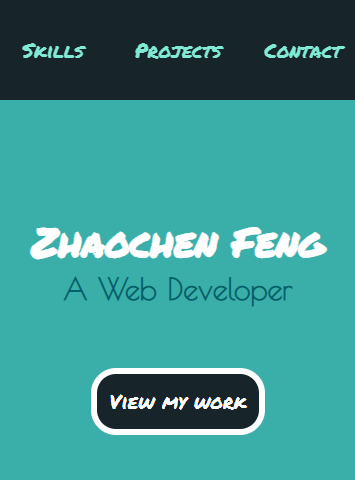 Skills Projects Contact
Zhaochen Feng
A Web Developer
View my work